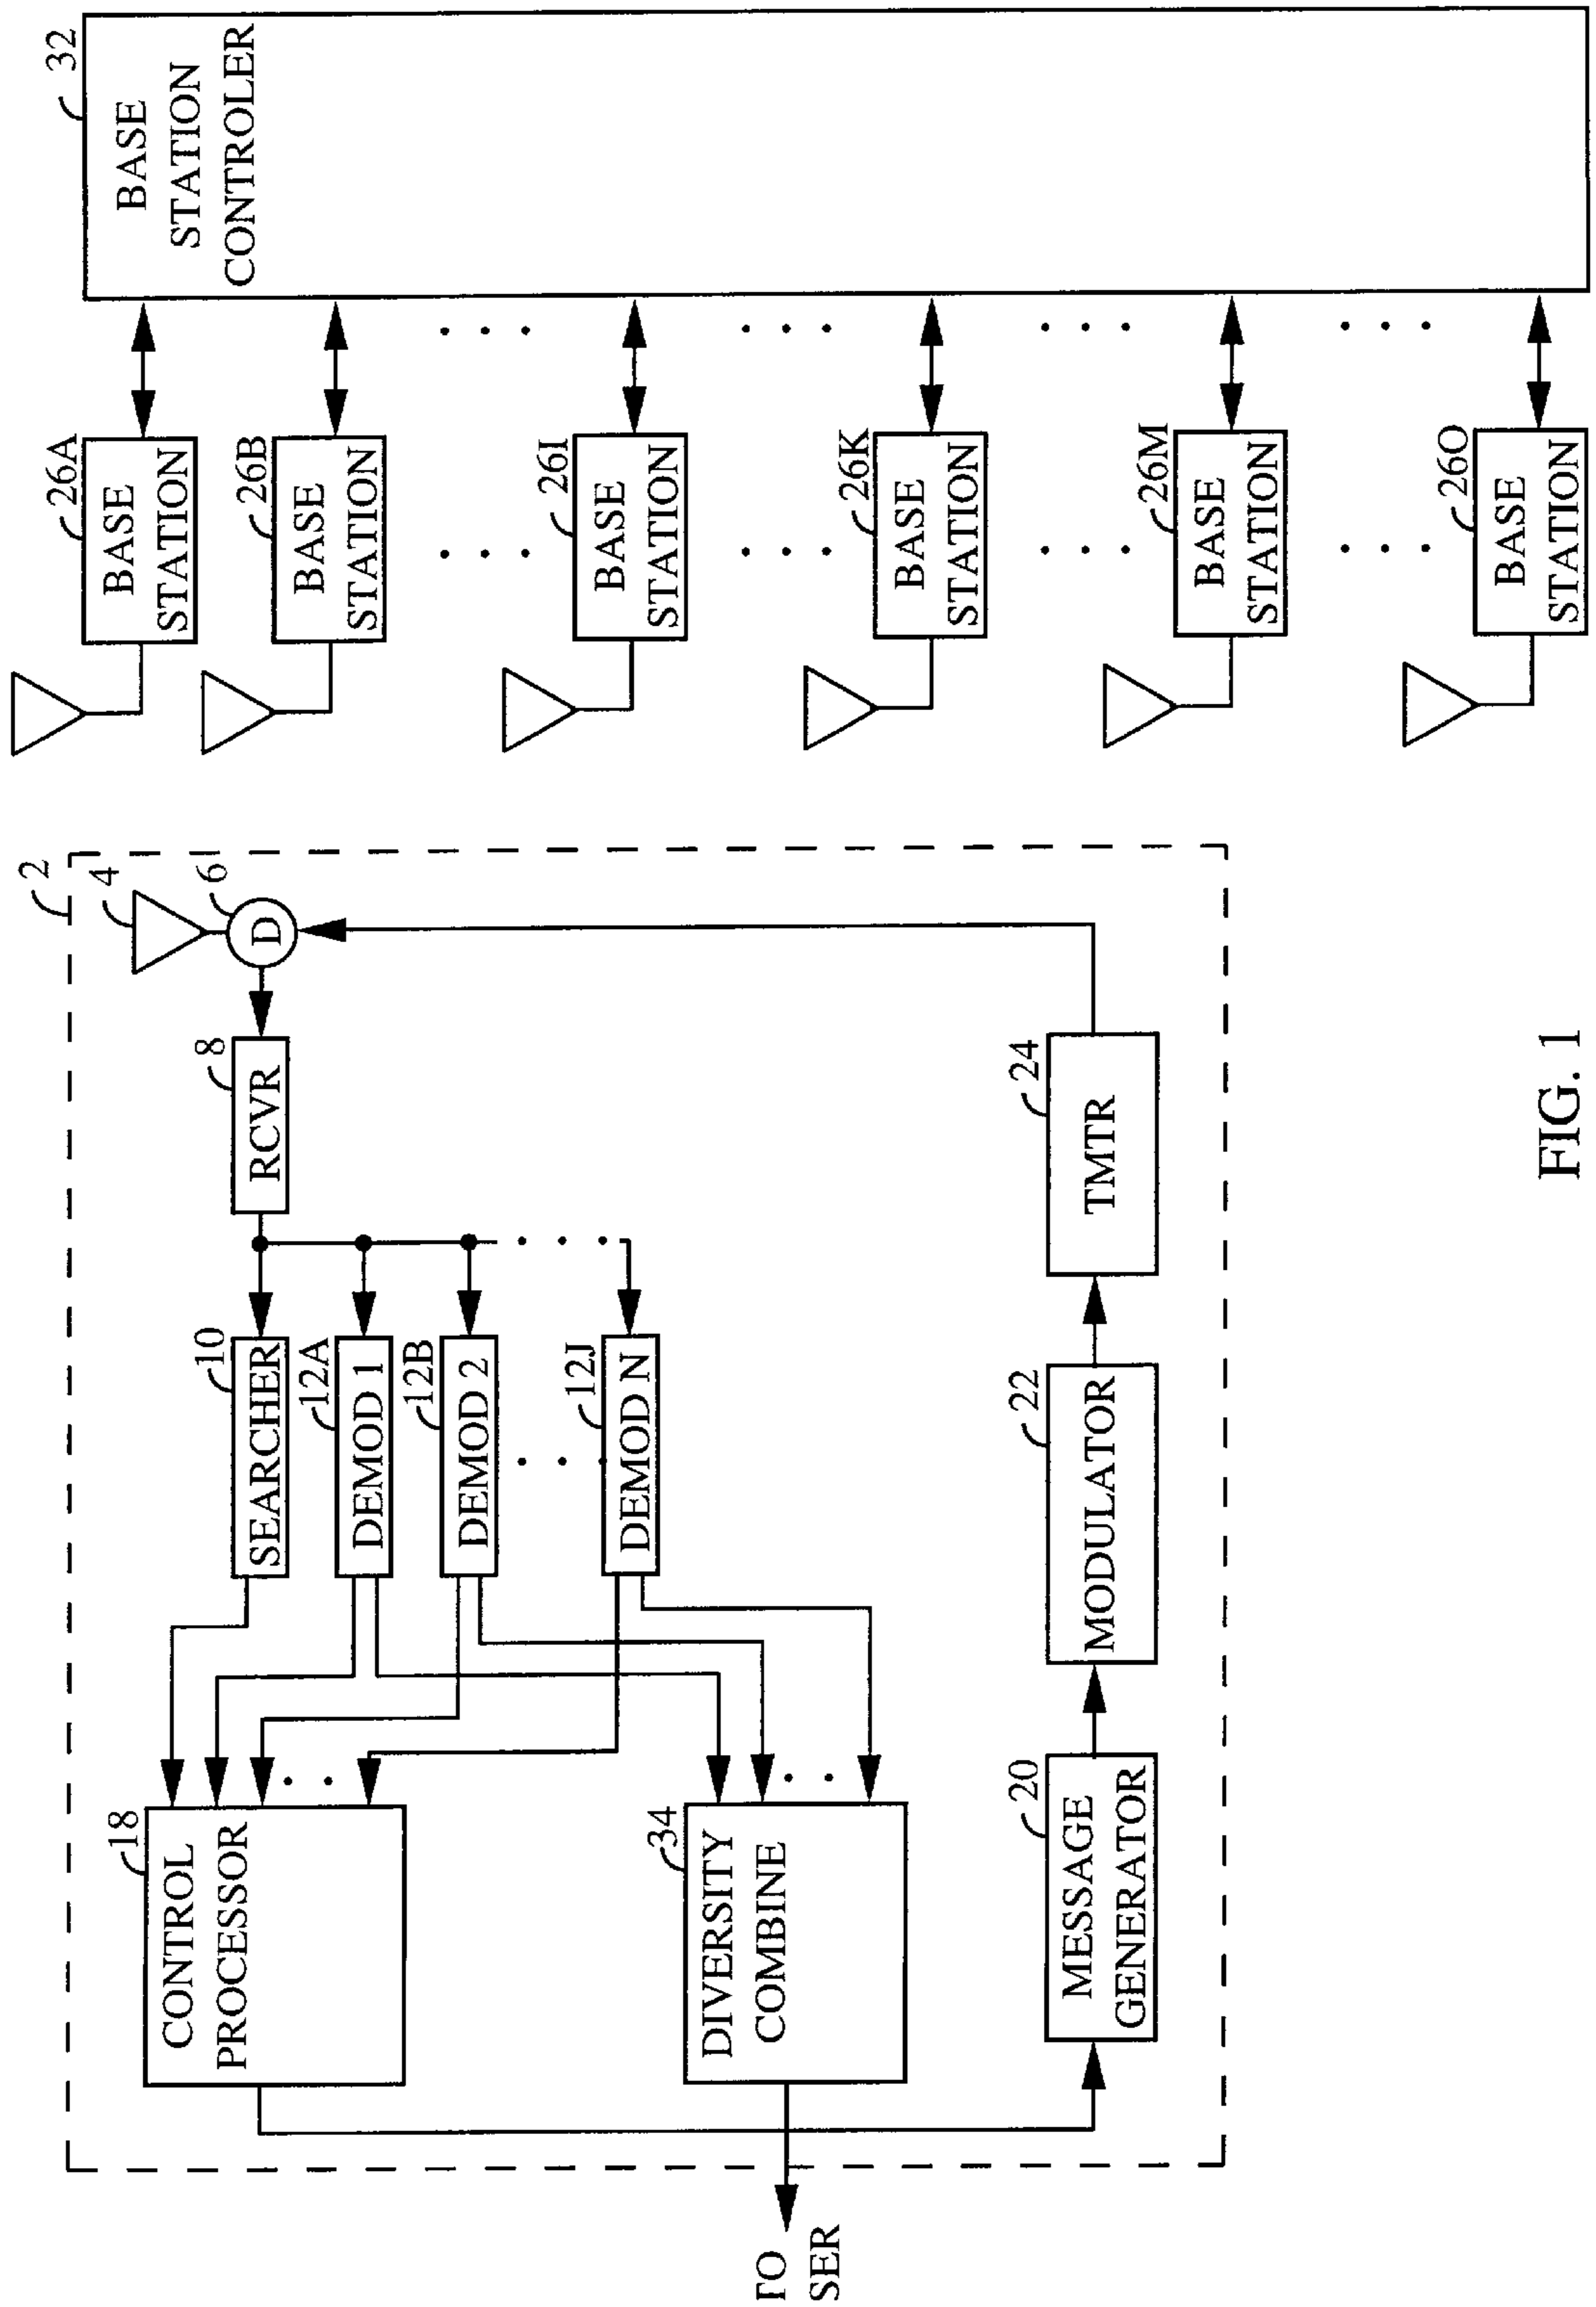 2
4
6
D
8
RCVR
10
SEARCHER
12A
DEMOD 1
12B
DEMOD 2
12J
DEMOD N
18
CONTROL
PROCESSOR
34
DIVERSITY
COMBINE
TO
SER
20
MESSAGE
GENERATOR
22
MODULATOR
24
TMTR
26A
BASE
STATION
26B
BASE
STATION
26I
BASE
STATION
26K
BASE
STATION
26M
BASE
STATION
26O
BASE
STATION
32
BASE
STATION
CONTROLER
FIG. 1